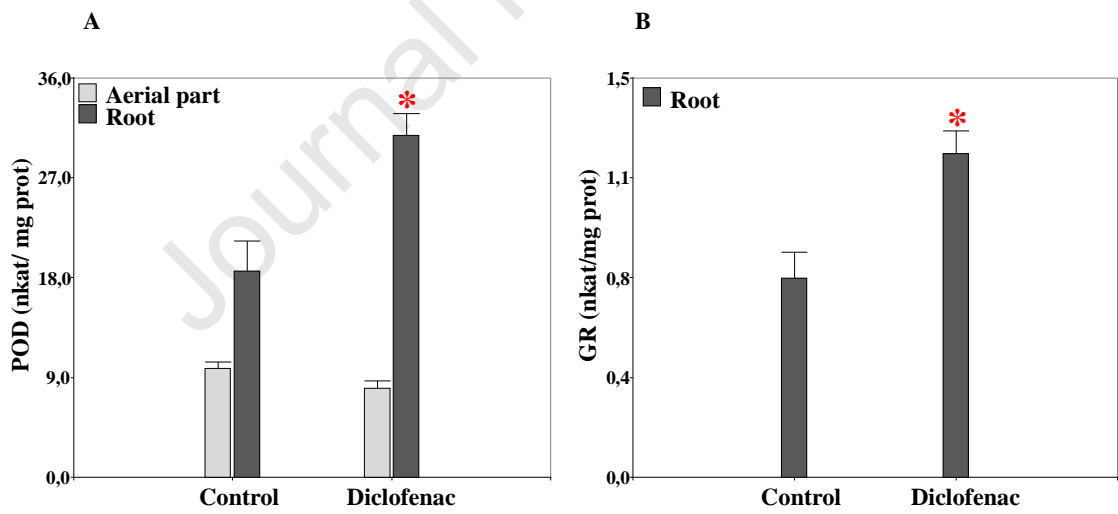 A
36,0
27,0
18,0
9,0
0,0
POD (nkat/ mg prot)
Aerial part
Root
*
Control Diclofenac
Journal
B
1,5
1,1
0,8
0,4
0,0
GR (nkat/mg prot)
Root
*
Control Diclofenac